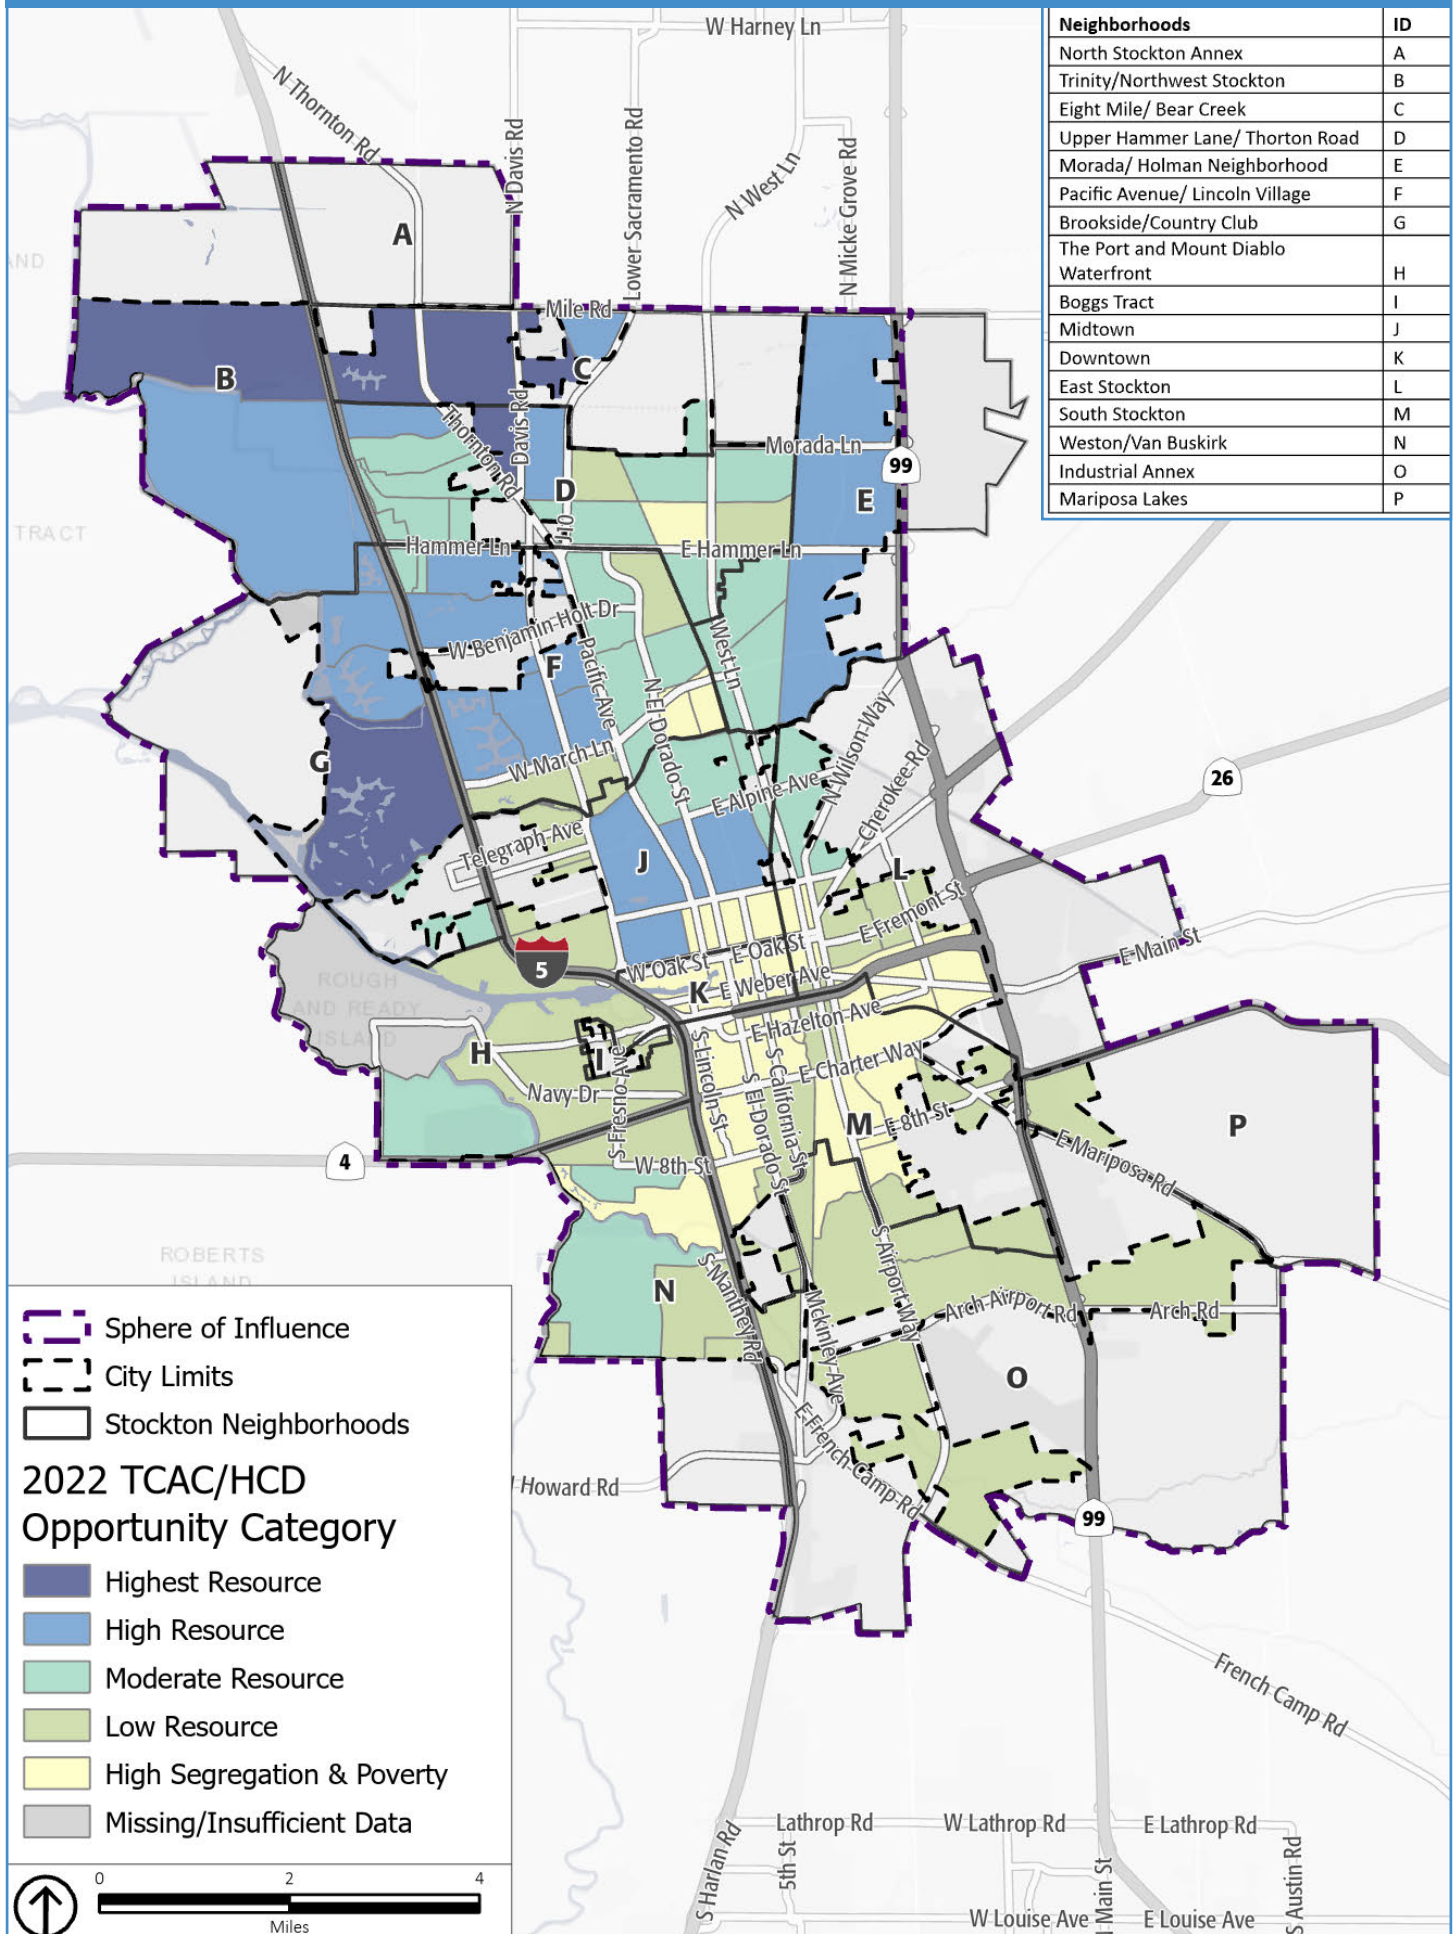 Neighborhoods ID
North Stockton Annex A
Trinity/Northwest Stockton B
Eight Mile/ Bear Creek C
Upper Hammer Lane/ Thorton Road D
Morada/ Holman Neighborhood E
Pacific Avenue/ Lincoln Village F
Brookside/Country Club G
The Port and Mount Diablo
Waterfront H
Boggs Tract I
Midtown J
Downtown K
East Stockton L
South Stockton M
Weston/Van Buskirk N
Industrial Annex O
Mariposa Lakes P
W Harney Ln
N Thornton Rd
N Davis Rd
Lower Sacramento Rd
N West Ln
N Micke Grove Rd
A
Mile Rd
B
C
Thornton Rd
Davis Rd
Morada Ln
99
D
J10
E
TRACT
Hammer Ln
E Hammer Ln
W Benjamin Holt Dr
F
Pacific Ave
West Ln
N El Dorado St
N Wilson Way
W March Ln
G
E Alpine Ave
Cherokee Rd
26
Telegraph Ave
J
L
E Fremont St
E Main St
5
E Oak St
W Oak St
ROUGH
AND READY
ISLAND
K
E Weber Ave
E Hazelton Ave
H
I
S Lincoln St
E Charter Way
Navy Dr
S Fresno Ave
S El Dorado St
S California St
M
E 8th St
P
E Mariposa Rd
4
W 8th St
ROBERTS
ISLAND
N
S Manthey Rd
Mckinley Ave
S Airport Way
Arch Airport Rd
Arch Rd
O
E French Camp Rd
Howard Rd
99
French Camp Rd
Sphere of Influence
City Limits
Stockton Neighborhoods
2022 TCAC/HCD
Opportunity Category
Highest Resource
High Resource
Moderate Resource
Low Resource
High Segregation & Poverty
Missing/Insufficient Data
0 2 4
Miles
S Harlan Rd
Lathrop Rd
W Lathrop Rd
E Lathrop Rd
5th St
Main St
S Austin Rd
W Louise Ave
E Louise Ave